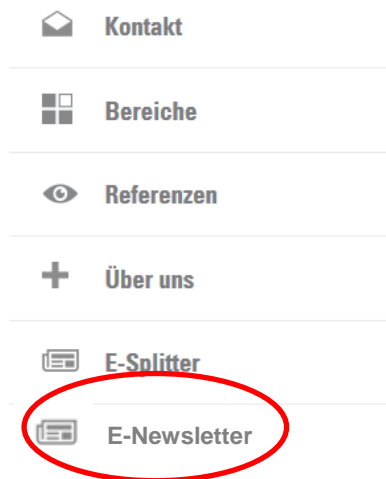 Kontakt
Bereiche
Referenzen
Über uns
E-Splitter
E-Newsletter